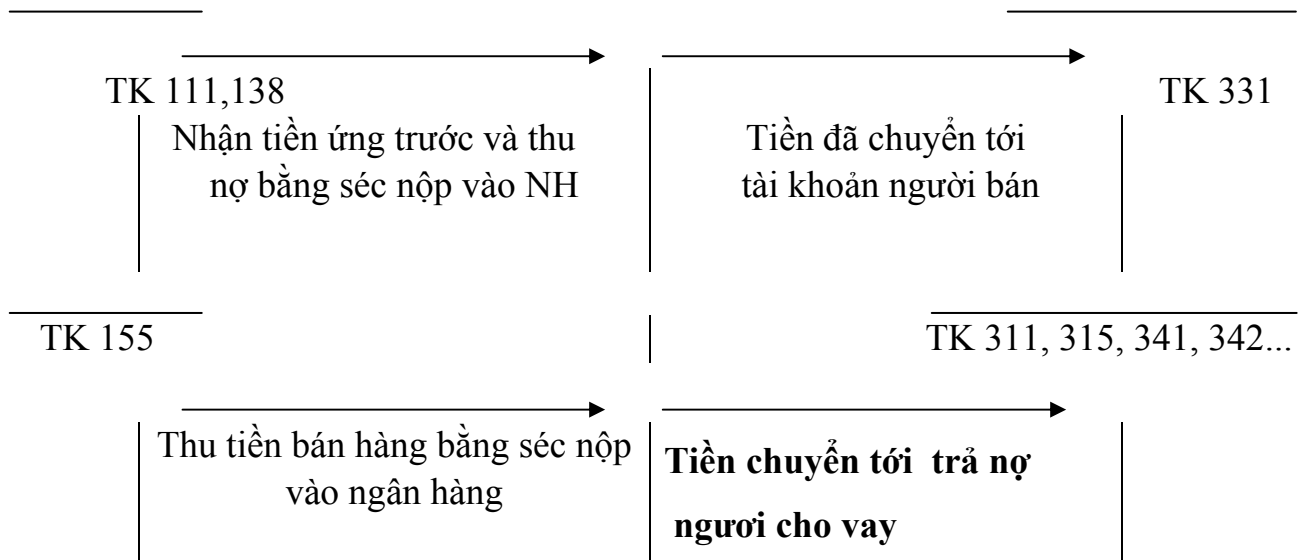 TK 111,138
TK 331
Nhận tiền ứng trước và thu
nợ bằng séc nộp vào NH
Tiền đã chuyển tới
tài khoản người bán
TK 155
TK 311, 315, 341, 342...
Thu tiền bán hàng bằng séc nộp
vào ngân hàng
Tiền chuyển tới trả nợ
ngươi cho vay